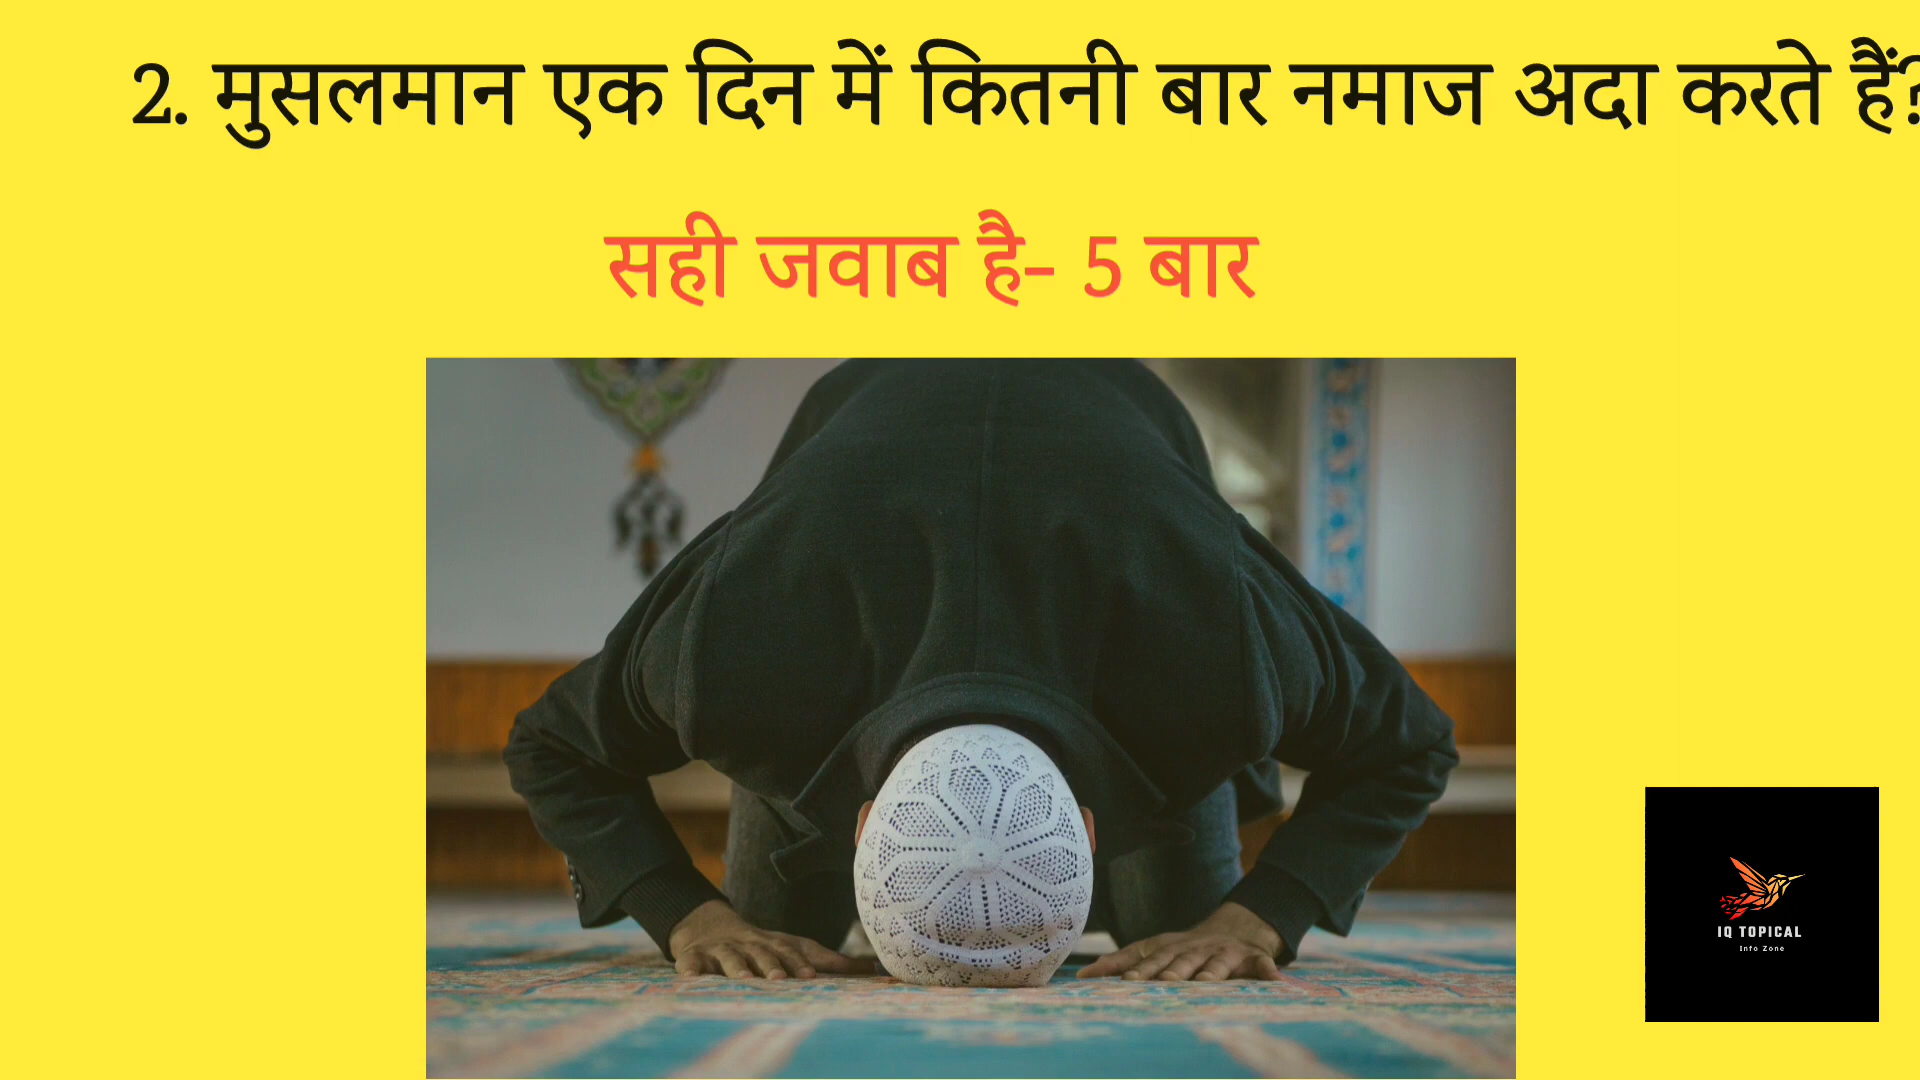 2. मुसलमान एक दिन में कितनी बार नमाज अदा करते हैं?
सही जवाब है- 5 बार
IQ TOPICAL
Info Zone